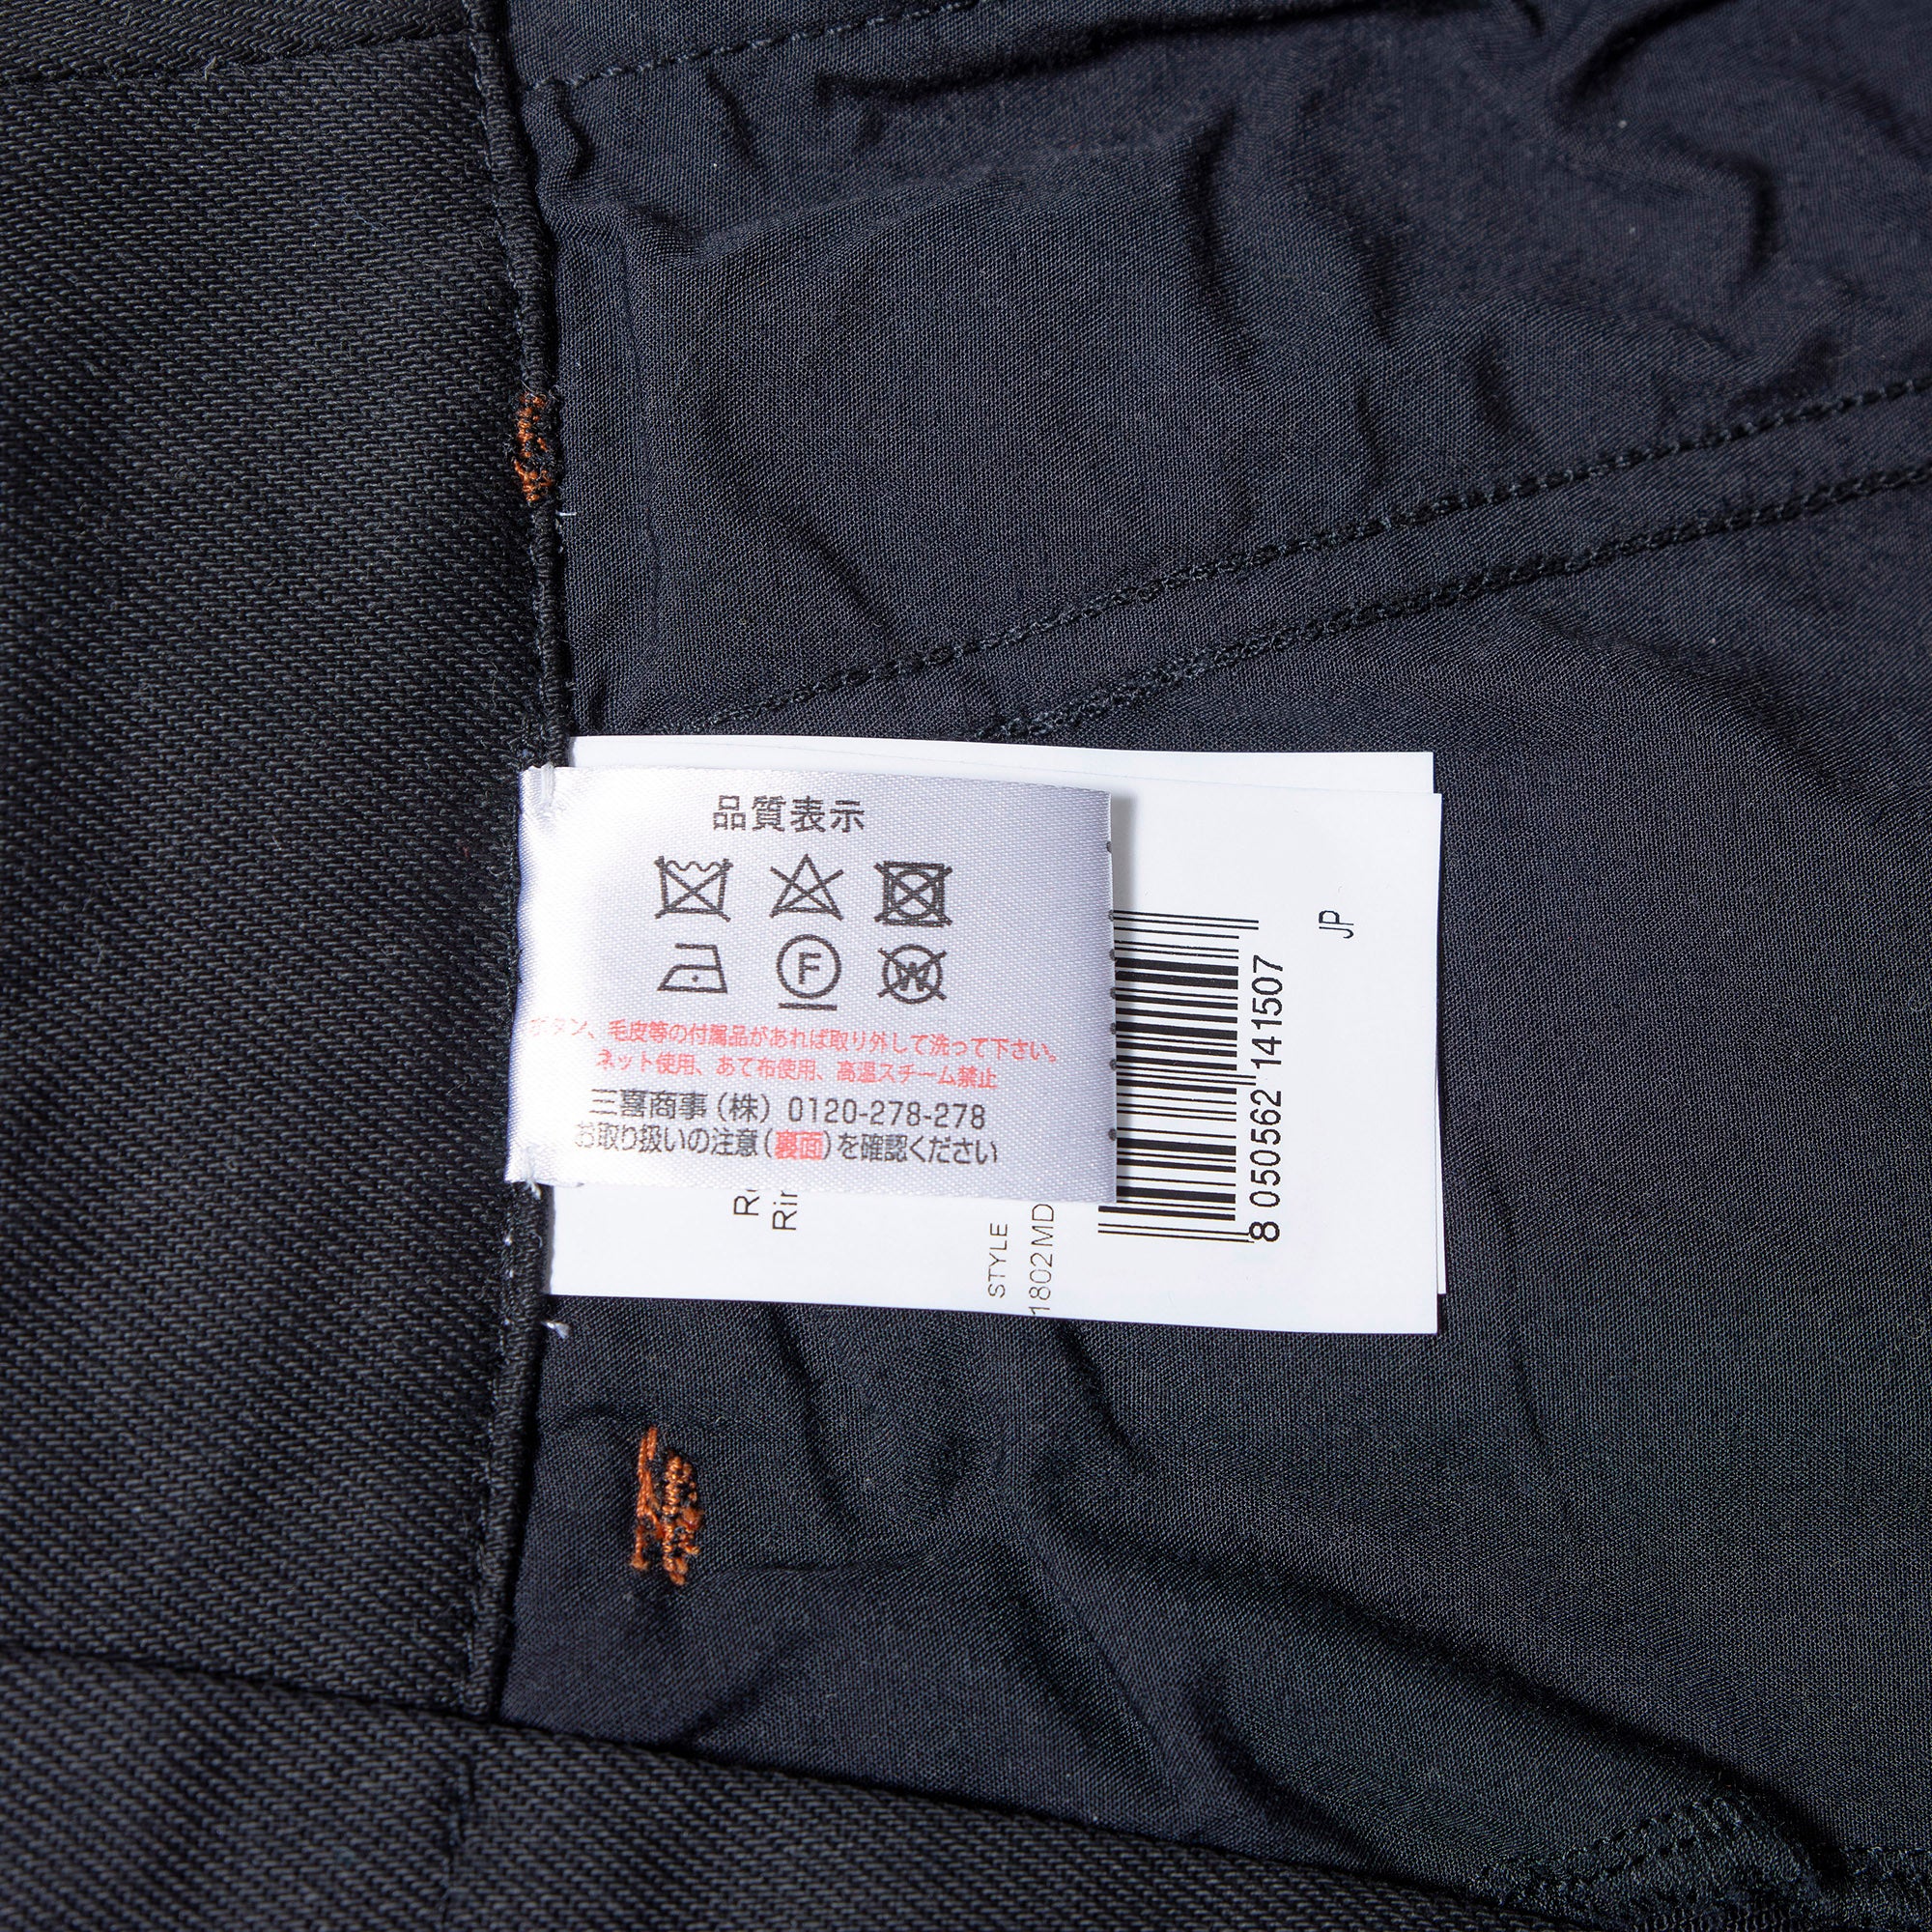 品質表示
F
W
ボタン、毛皮等の付属品があれば取り外して洗って下さい。
ネット使用、あて布使用、高温スチーム禁止
三喜商事（株） 0120-278-278
お取り扱いの注意（裏面）を確認ください
STYLE
1802MD
8 050562 141507
JP